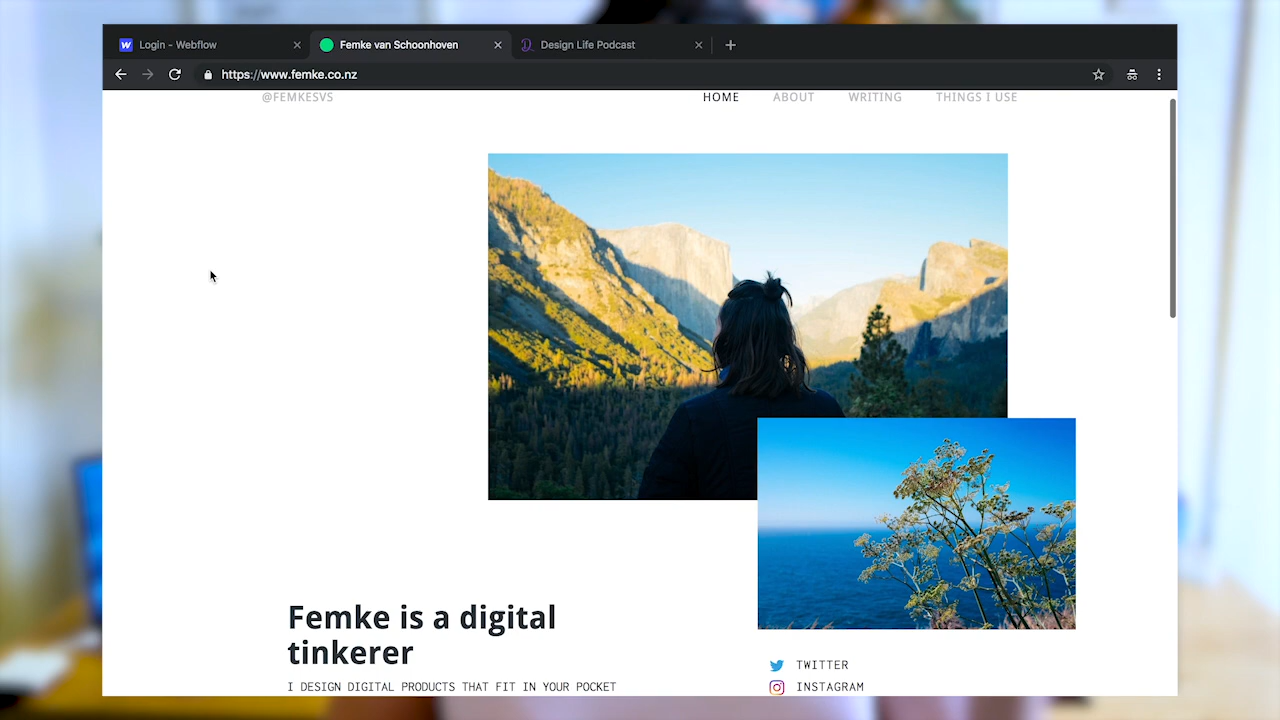 Login - Webflow
Femke van Schoonhoven
Design Life Podcast
https://www.femke.co.nz
@FEMKESVS
HOME
ABOUT
WRITING
THINGS I USE
Femke is a digital
tinkerer
I DESIGN DIGITAL PRODUCTS THAT FIT IN YOUR POCKET
TWITTER
INSTAGRAM